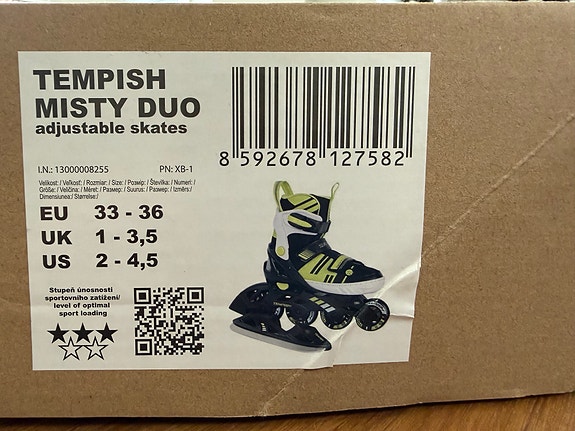 TEMPISH
MISTY DUO
adjustable skates
8 592678 127582
I.N.: 13000008255 PN: XB-1
Velikost: / Veľkosť: / Rozmiar: / Size: / Розмір: / Številka: / Numeri: /
Größe: / Veličina: / Méret: / Размер: / Suurus: / Размер: / Izmērs:/
Dimensiunea:/ Størrelse:/
EU 33 - 36
UK 1 - 3,5
US 2 - 4,5
Stupeň únosnosti
sportovního zatížení/
level of optimal
sport loading